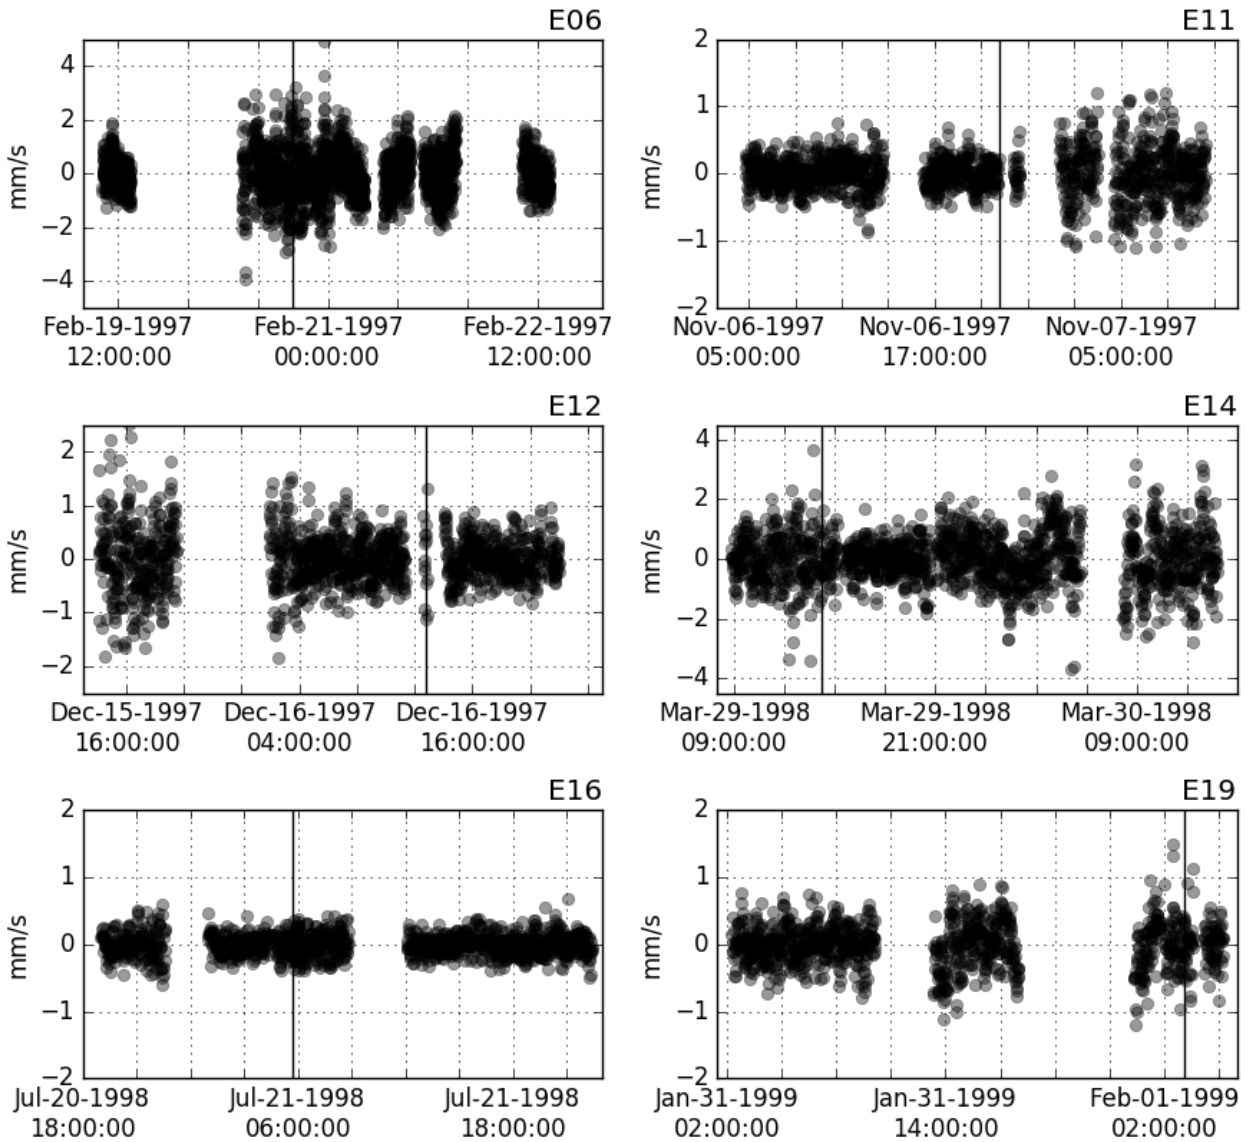 E06
4
2
0
−2
−4
mm/s
Feb-19-1997 12:00:00
Feb-21-1997 00:00:00
Feb-22-1997 12:00:00
E11
2
1
0
−1
−2
mm/s
Nov-06-1997 05:00:00
Nov-06-1997 17:00:00
Nov-07-1997 05:00:00
E12
2
1
0
−1
−2
mm/s
Dec-15-1997 16:00:00
Dec-16-1997 04:00:00
Dec-16-1997 16:00:00
E14
4
2
0
−2
−4
mm/s
Mar-29-1998 09:00:00
Mar-29-1998 21:00:00
Mar-30-1998 09:00:00
E16
2
1
0
−1
−2
mm/s
Jul-20-1998 18:00:00
Jul-21-1998 06:00:00
Jul-21-1998 18:00:00
E19
2
1
0
−1
−2
mm/s
Jan-31-1999 02:00:00
Jan-31-1999 14:00:00
Feb-01-1999 02:00:00